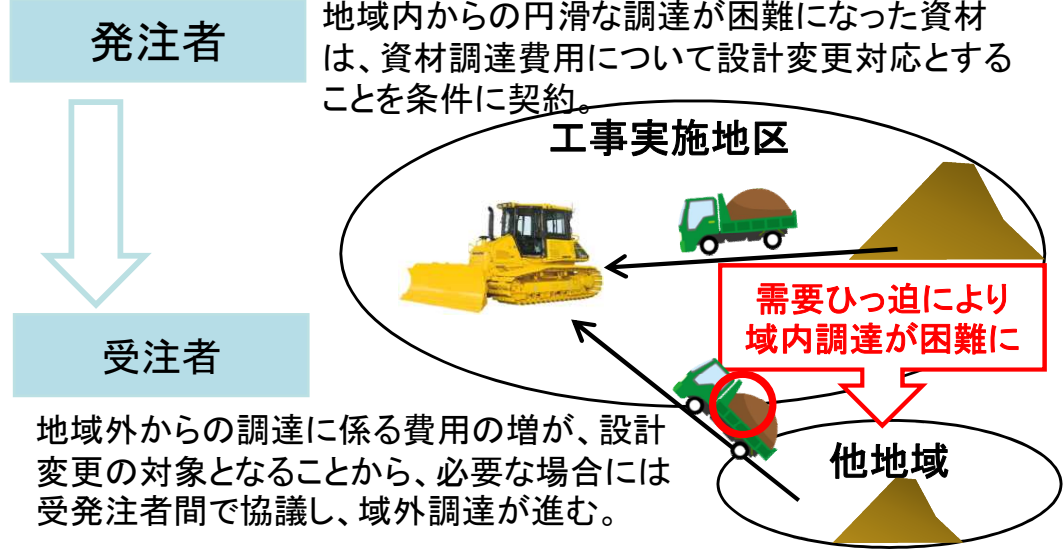 発注者
地域内からの円滑な調達が困難になった資材
は、資材調達費用について設計変更対応とする
ことを条件に契約。
工事実施地区
需要ひっ迫により
域内調達が困難に
受注者
他地域
地域外からの調達に係る費用の増が、設計
変更の対象となることから、必要な場合には
受発注者間で協議し、域外調達が進む。